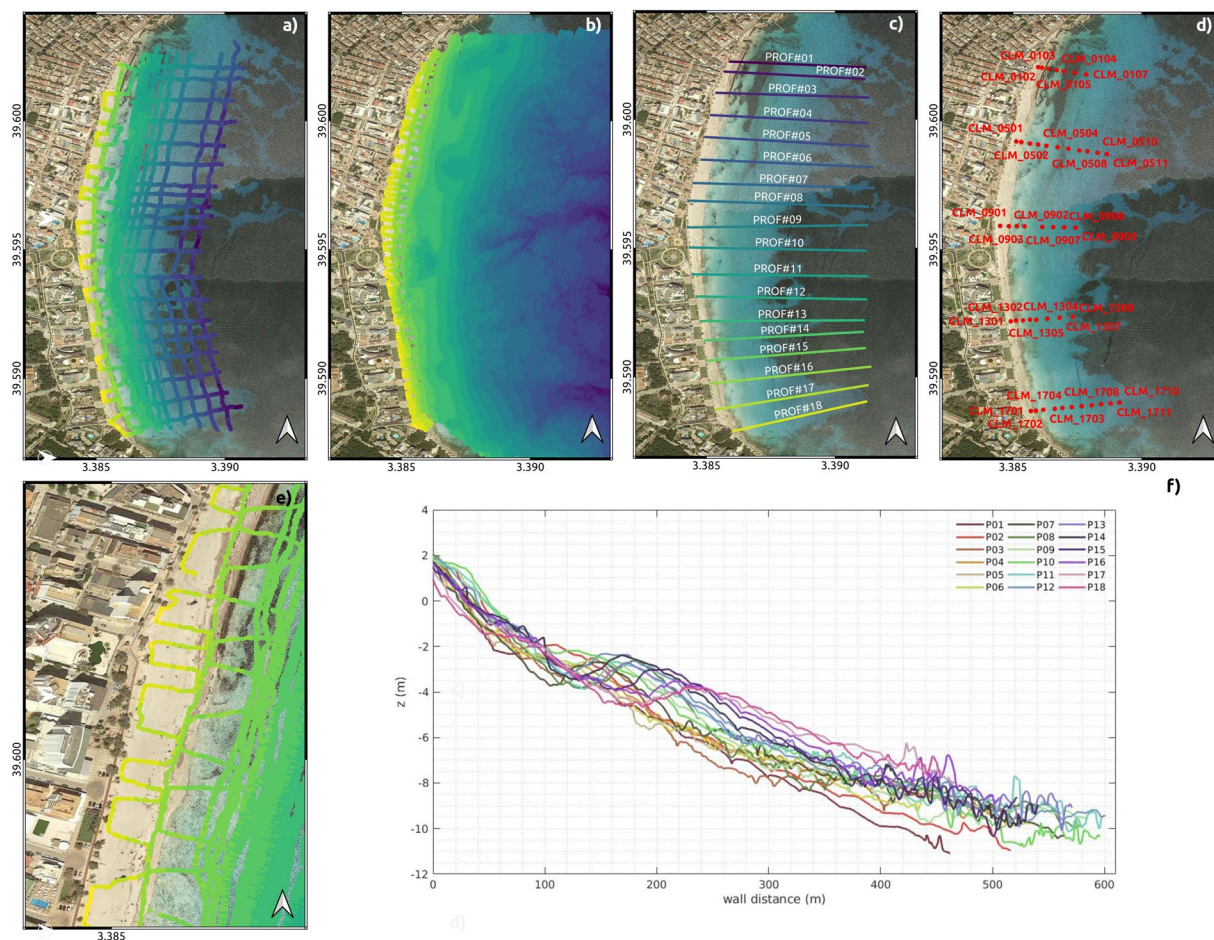 a)
39.600
39.595
39.590
3.385
3.390
b)
3.385
3.390
c)
PROF#01
PROF#02
PROF#03
PROF#04
PROF#05
PROF#06
PROF#07
PROF#08
PROF#09
PROF#10
PROF#11
PROF#12
PROF#13
PROF#14
PROF#15
PROF#16
PROF#17
PROF#18
39.600
39.595
39.590
3.385
3.390
d)
CLM_0103
CLM_0104
CLM_0102
CLM_0107
CLM_0105
CLM_0501
CLM_0504
CLM_0510
CLM_0502
CLM_0508
CLM_0511
CLM_0901
CLM_0902
CLM_0903
CLM_0907
CLM_1302
CLM_1304
CLM_1301
CLM_1305
CLM_1704
CLM_1708
CLM_1710
CLM_1701
CLM_1711
CLM_1702
CLM_1703
39.600
39.595
39.590
3.385
3.390
e)
39.600
3.385
f)
P01 P07 P13
P02 P08 P14
P03 P09 P15
P04 P10 P16
P05 P11 P17
P06 P12 P18
4
2
0
-2
-4
-6
-8
-10
-12
z (m)
0 100 200 300 400 500 600
wall distance (m)
c)
d)